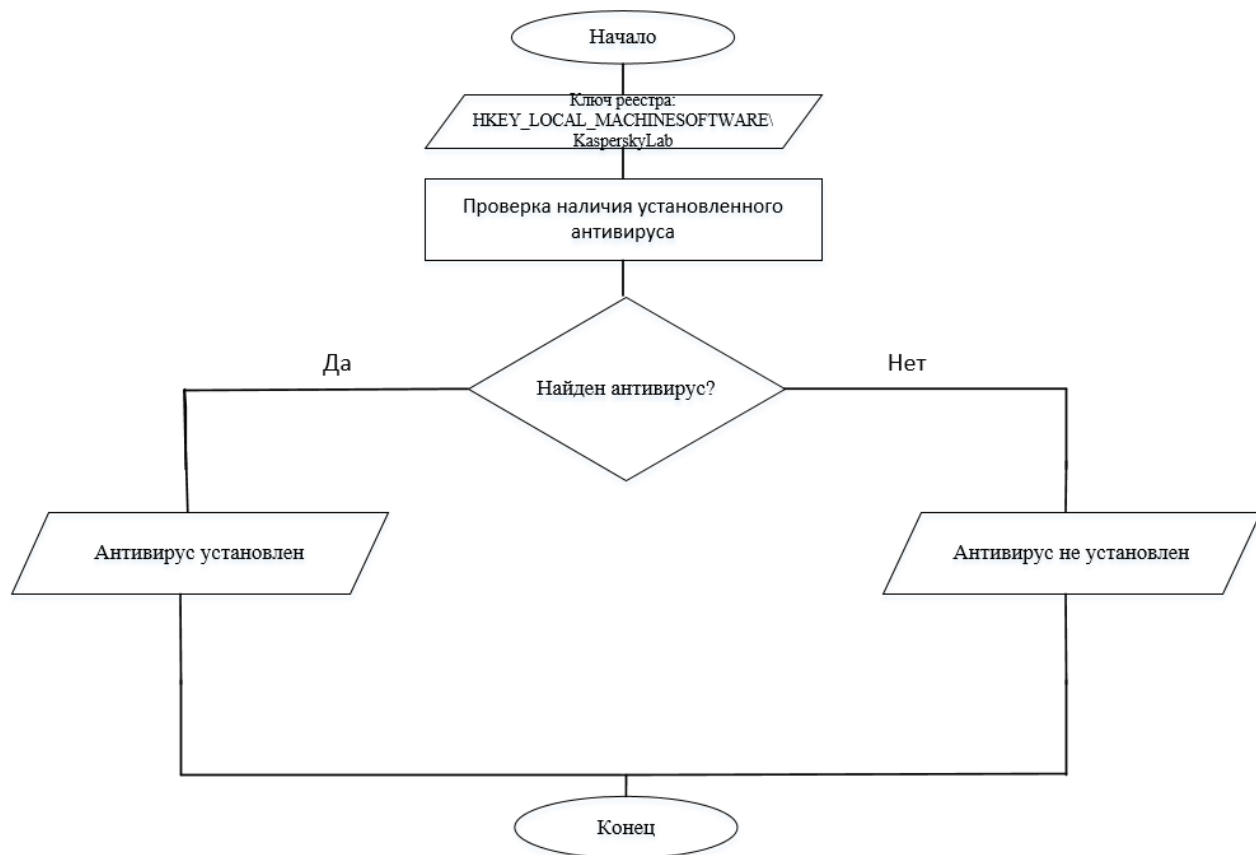 Начало
Ключ реестра:
HKEY_LOCAL_MACHINESOFTWARE\
KasperskyLab
Проверка наличия установленного
антивируса
Да
Нет
Найден антивирус?
Антивирус установлен
Антивирус не установлен
Конец